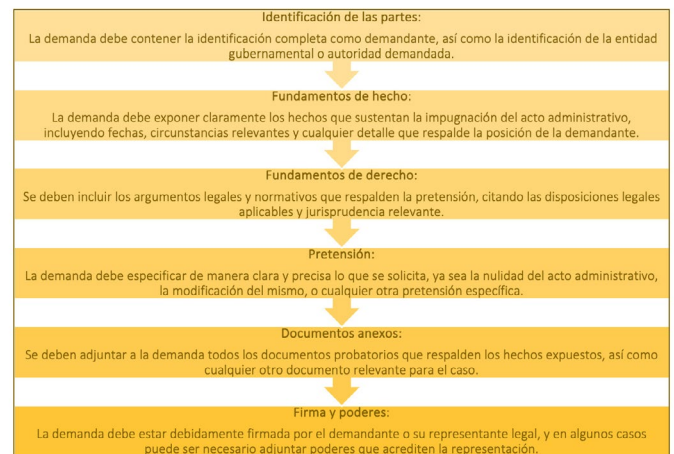 Identificación de las partes:
La demanda debe contener la identificación completa como demandante, así como la identificación de la entidad
gubernamental o autoridad demandada.
Fundamentos de hecho:
La demanda debe exponer claramente los hechos que sustentan la impugnación del acto administrativo,
incluyendo fechas, circunstancias relevantes y cualquier detalle que respalde la posición de la demandante.
Fundamentos de derecho:
Se deben incluir los argumentos legales y normativos que respalden la pretensión, citando las disposiciones legales
aplicables y jurisprudencia relevante.
Pretensión:
La demanda debe especificar de manera clara y precisa lo que se solicita, ya sea la nulidad del acto administrativo,
la modificación del mismo, o cualquier otra pretensión específica.
Documentos anexos:
Se deben adjuntar a la demanda todos los documentos probatorios que respalden los hechos expuestos, así como
cualquier otro documento relevante para el caso.
Firma y poderes:
La demanda debe estar debidamente firmada por el demandante o su representante legal, y en algunos casos
puede ser necesario adjuntar poderes que acrediten la representación.